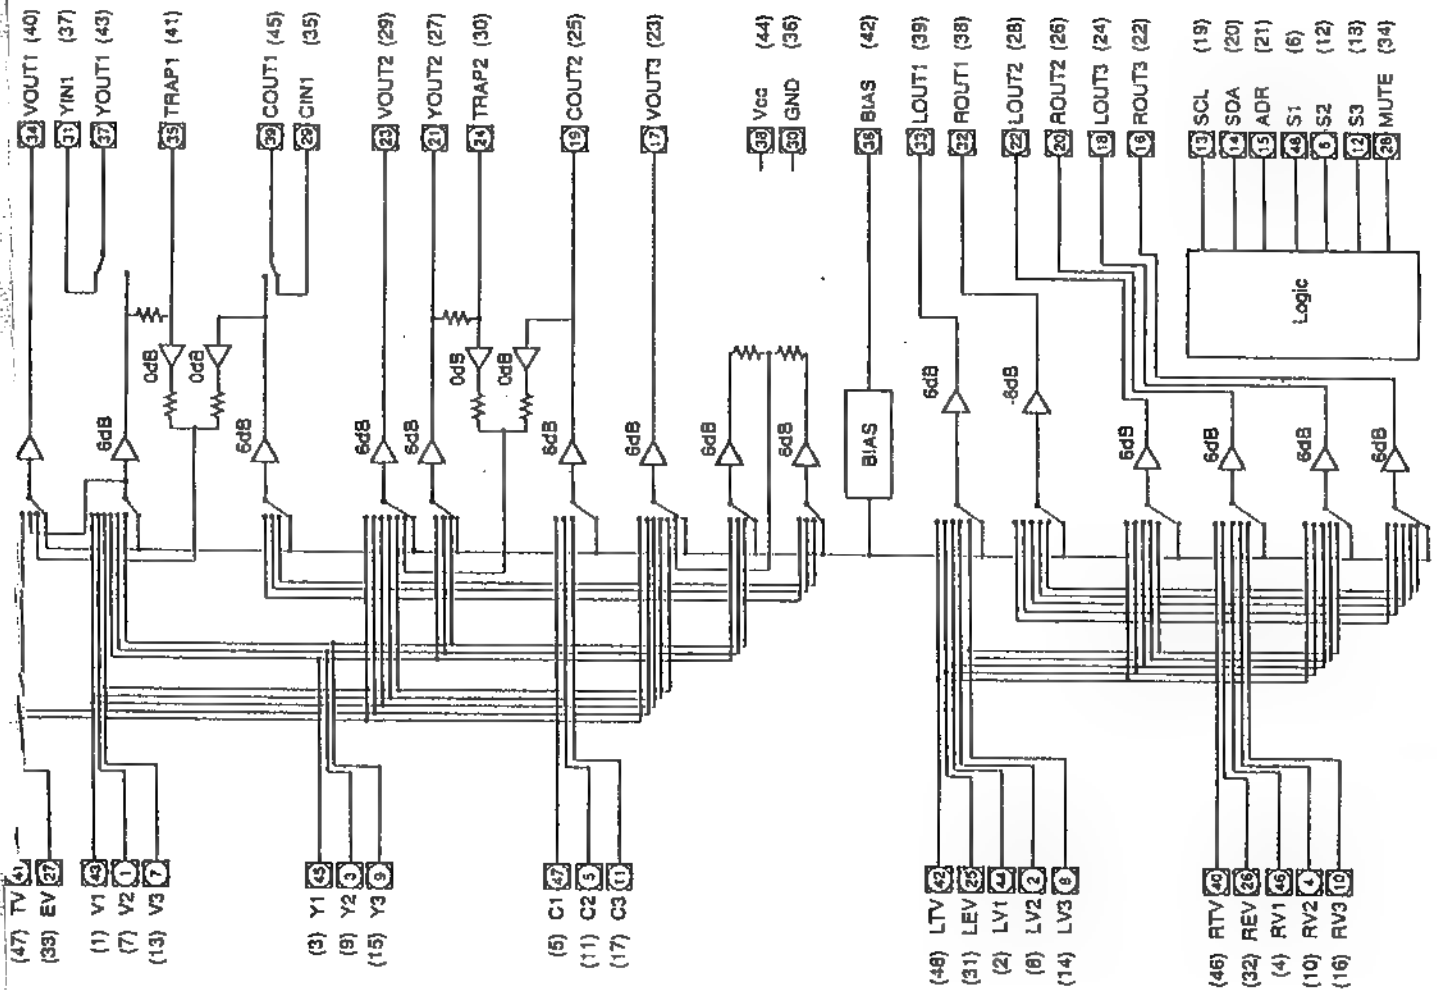 VOUT1 (40)
YIN1 (37)
YOUT1 (43)
TRAP1 (41)
COUT1 (45)
CIN1 (35)
VOUT2 (29)
YOUT2 (27)
TRAP2 (30)
COUT2 (25)
VOUT3 (23)
Vcc (44)
GND (36)
BIAS (42)
LOUT1 (39)
ROUT1 (38)
LOUT2 (28)
ROUT2 (26)
LOUT3 (24)
ROUT3 (22)
SCL (19)
SDA (20)
ADR (21)
S1 (6)
S2 (12)
S3 (18)
MUTE (34)
34
31
37
35
39
29
23
21
24
19
17
38
30
36
33
32
22
20
18
16
13
14
15
48
6
12
28
Logic
0dB
0dB
0dB
0dB
6dB
6dB
6dB
6dB
6dB
6dB
6dB
6dB
BIAS
6dB
-6dB
6dB
6dB
6dB
6dB
41
27
43
1
7
45
3
9
47
5
11
42
25
44
2
8
40
26
46
4
10
(47) TV
(33) EV
(1) V1
(7) V2
(13) V3
(3) Y1
(9) Y2
(15) Y3
(5) C1
(11) C2
(17) C3
(48) LTV
(31) LEV
(2) LV1
(8) LV2
(14) LV3
(46) RTV
(32) REV
(4) RV1
(10) RV2
(16) RV3